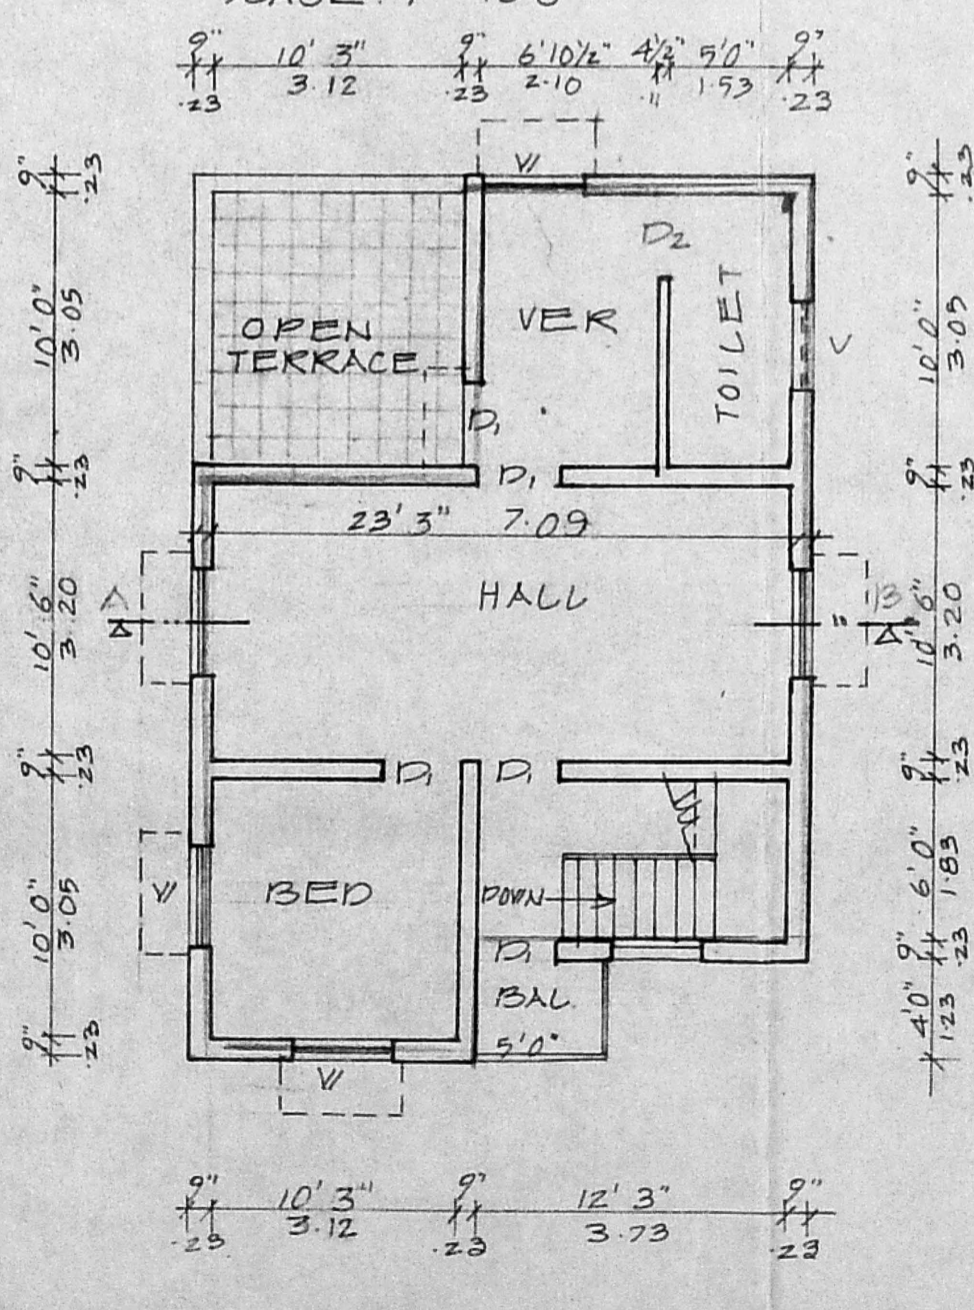 9" 10' 3" 9" 6'10½" 4½" 5'0" 9"
.23 3.12 .23 2.10 .11 1.53 .23
9"
.23
9"
.23
W
D2
10'0"
3.05
OPEN
TERRACE
VER
TOILET
V
10'0"
3.05
D1
9"
.23
D1
9"
.23
23' 3" 7.09
HALL
A
B
10' 6"
3.20
10' 6"
3.20
9"
.23
D1 D1
9"
.23
10'0"
3.05
W
BED
DOWN
6'0"
1.83
D1
9"
.23
BAL.
4'0"
1.23
9"
.23
5'0"
W
9" 10' 3" 9" 12' 3" 9"
.23 3.12 .23 3.73 .23